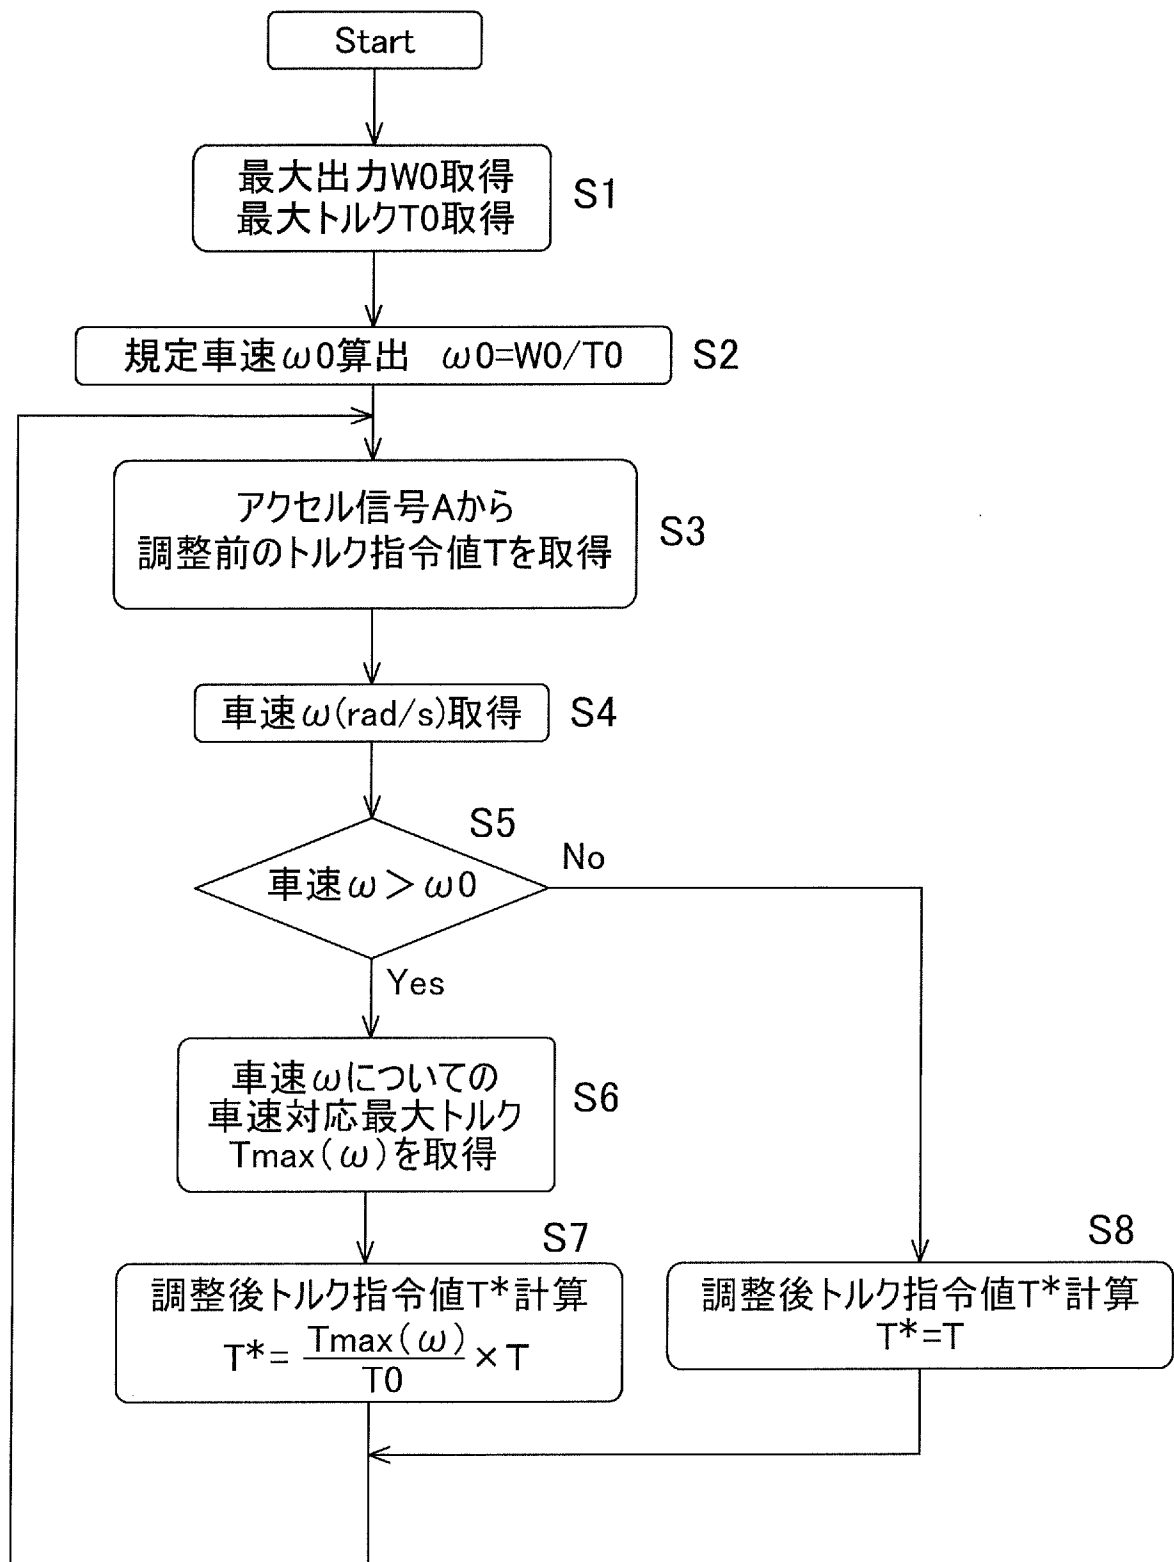 Start
最大出力W0取得
最大トルクT0取得
S1
規定車速ω0算出 ω0=W0/T0
S2
アクセル信号Aから
調整前のトルク指令値Tを取得
S3
車速ω(rad/s)取得
S4
S5
車速ω＞ω0
No
Yes
車速ωについての
車速対応最大トルク
Tmax(ω)を取得
S6
S7
調整後トルク指令値T*計算
T*= Tmax(ω)/T0 × T
S8
調整後トルク指令値T*計算
T*=T